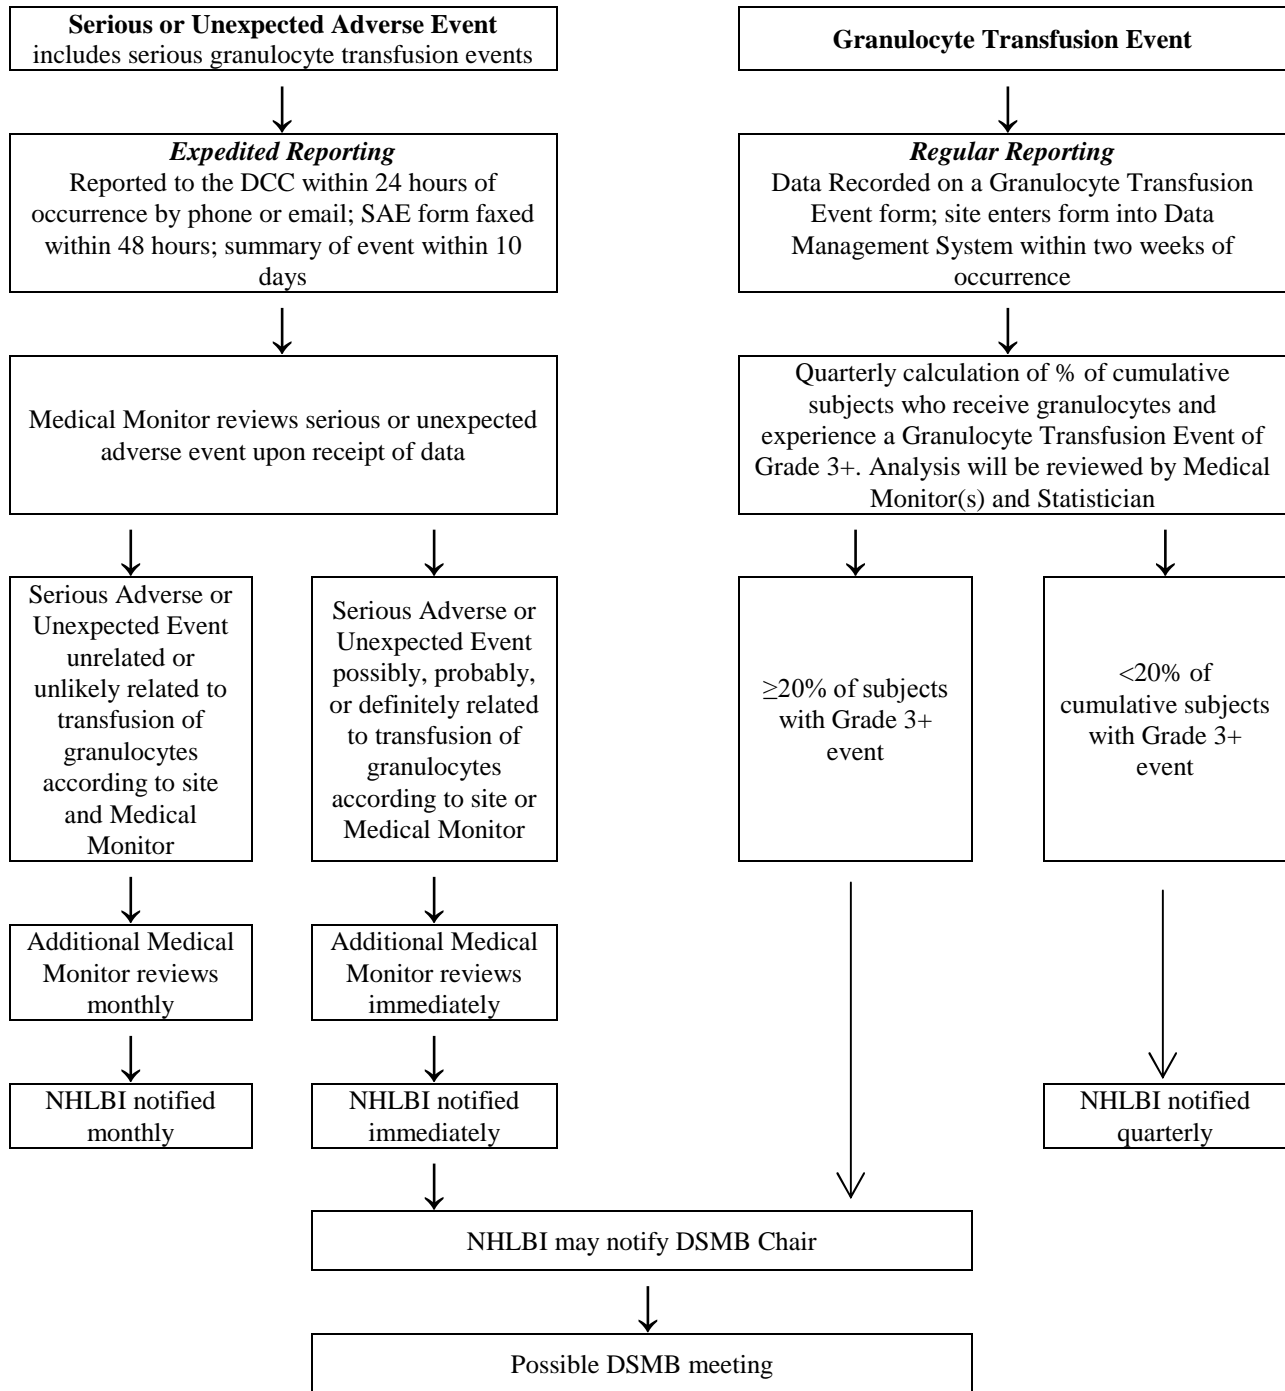 Serious or Unexpected Adverse Event
includes serious granulocyte transfusion events
Granulocyte Transfusion Event
Expedited Reporting
Reported to the DCC within 24 hours of
occurrence by phone or email; SAE form faxed
within 48 hours; summary of event within 10
days
Regular Reporting
Data Recorded on a Granulocyte Transfusion
Event form; site enters form into Data
Management System within two weeks of
occurrence
Medical Monitor reviews serious or unexpected
adverse event upon receipt of data
Quarterly calculation of % of cumulative
subjects who receive granulocytes and
experience a Granulocyte Transfusion Event of
Grade 3+. Analysis will be reviewed by Medical
Monitor(s) and Statistician
Serious Adverse or
Unexpected Event
unrelated or
unlikely related to
transfusion of
granulocytes
according to site
and Medical
Monitor
Serious Adverse or
Unexpected Event
possibly, probably,
or definitely related
to transfusion of
granulocytes
according to site or
Medical Monitor
≥20% of subjects
with Grade 3+
event
<20% of
cumulative subjects
with Grade 3+
event
Additional Medical
Monitor reviews
monthly
Additional Medical
Monitor reviews
immediately
NHLBI notified
monthly
NHLBI notified
immediately
NHLBI notified
quarterly
NHLBI may notify DSMB Chair
Possible DSMB meeting